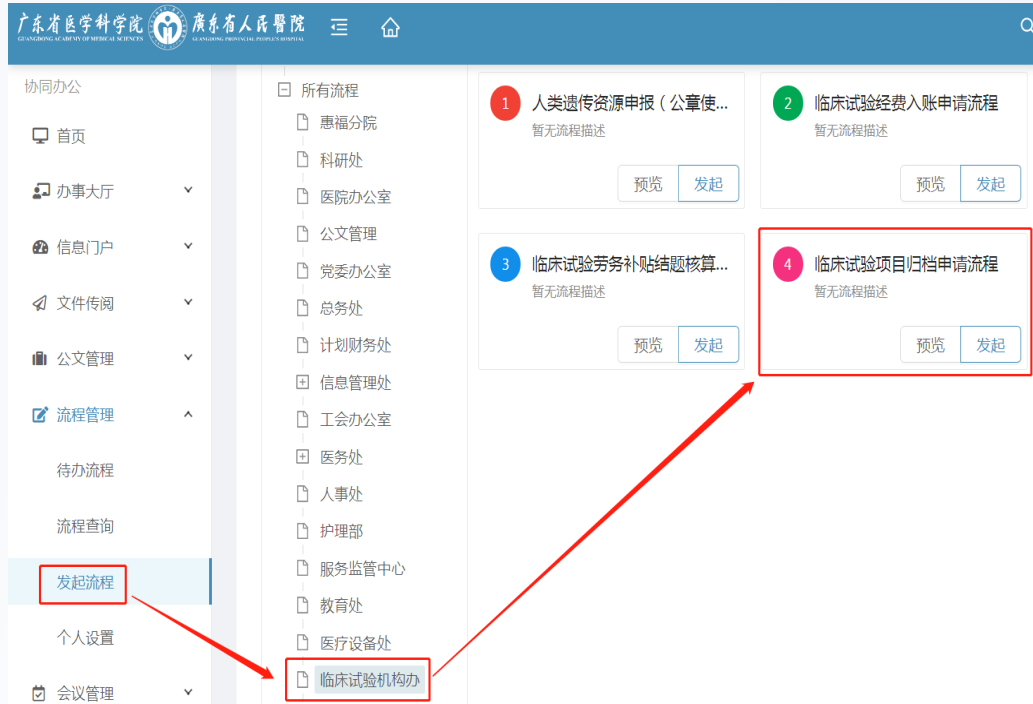 广东省医学科学院
GUANGDONG ACADEMY OF MEDICAL SCIENCES
廣东省人民醫院
GUANGDONG PROVINCIAL PEOPLE'S HOSPITAL
协同办公
首页
办事大厅
信息门户
文件传阅
公文管理
流程管理
待办流程
流程查询
发起流程
个人设置
会议管理
所有流程
惠福分院
科研处
医院办公室
公文管理
党委办公室
总务处
计划财务处
信息管理处
工会办公室
医务处
人事处
护理部
服务监管中心
教育处
医疗设备处
临床试验机构办
1 人类遗传资源申报（公章使...
暂无流程描述
预览 发起
2 临床试验经费入账申请流程
暂无流程描述
预览 发起
3 临床试验劳务补贴结题核算...
暂无流程描述
预览 发起
4 临床试验项目归档申请流程
暂无流程描述
预览 发起